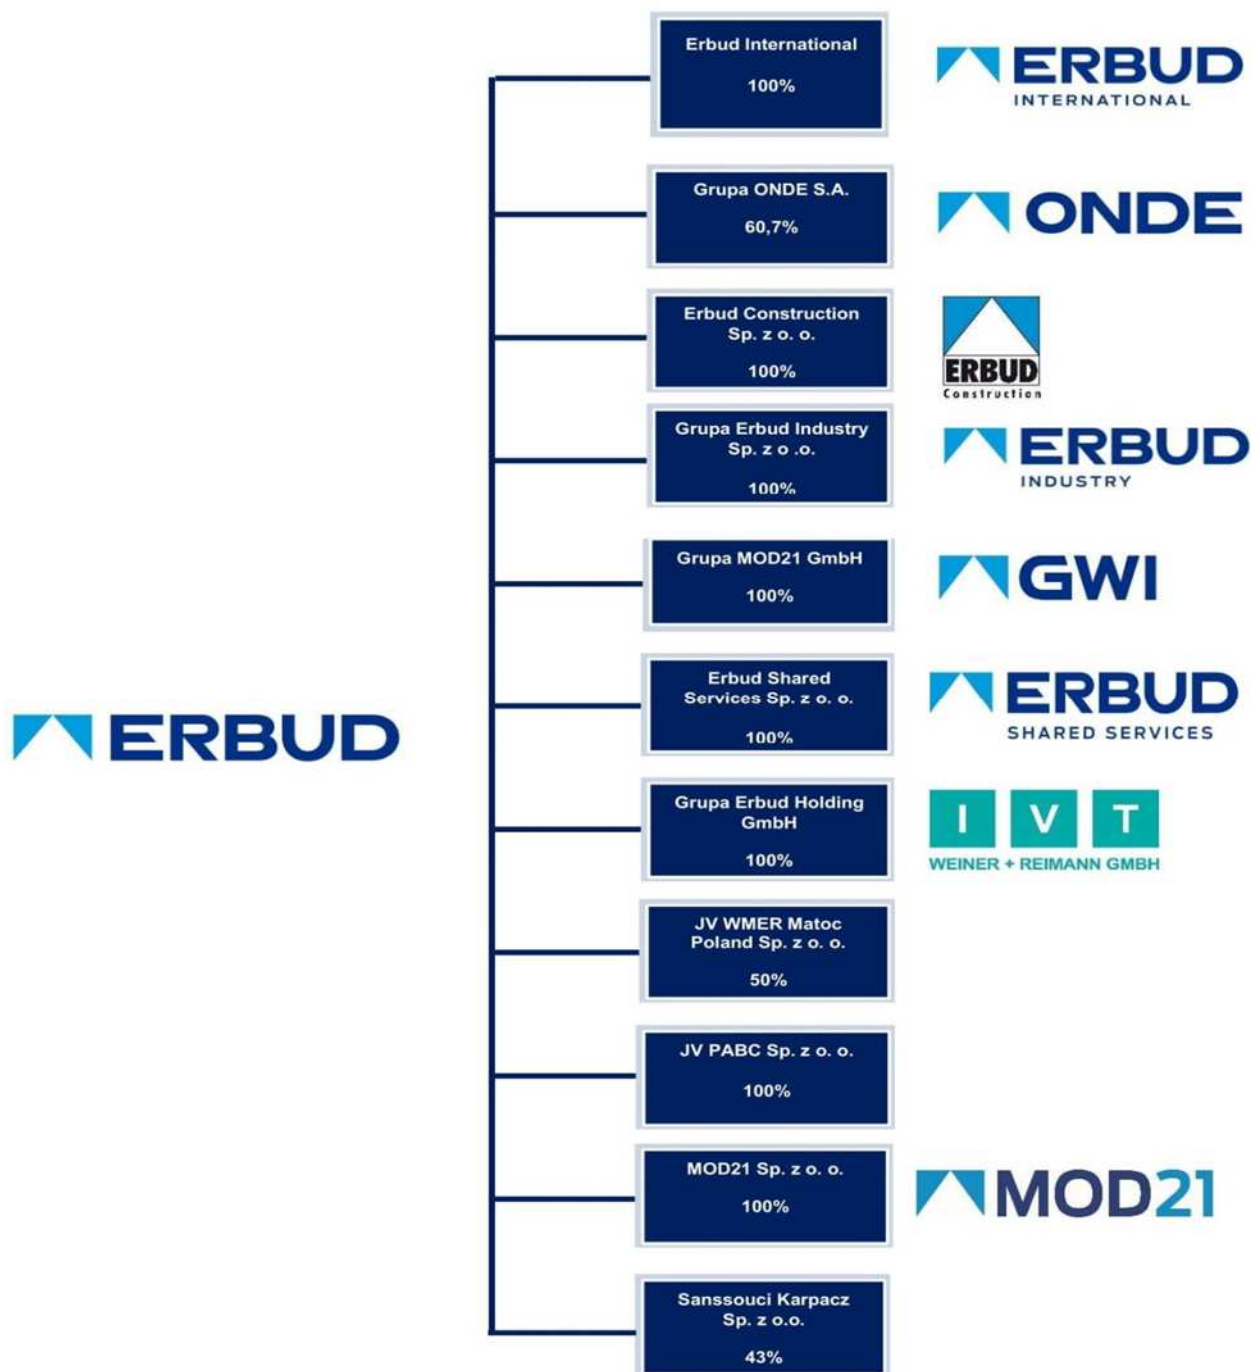 Erbud International
100%
ERBUD
INTERNATIONAL
Grupa ONDE S.A.
60,7%
ONDE
Erbud Construction
Sp. z o. o.
100%
ERBUD
Construction
Grupa Erbud Industry
Sp. z o .o.
100%
ERBUD
INDUSTRY
Grupa MOD21 GmbH
100%
GWI
Erbud Shared
Services Sp. z o. o.
100%
ERBUD
SHARED SERVICES
ERBUD
Grupa Erbud Holding
GmbH
100%
I V T
WEINER + REIMANN GMBH
JV WMER Matoc
Poland Sp. z o. o.
50%
JV PABC Sp. z o. o.
100%
MOD21 Sp. z o. o.
100%
MOD21
Sanssouci Karpacz
Sp. z o.o.
43%